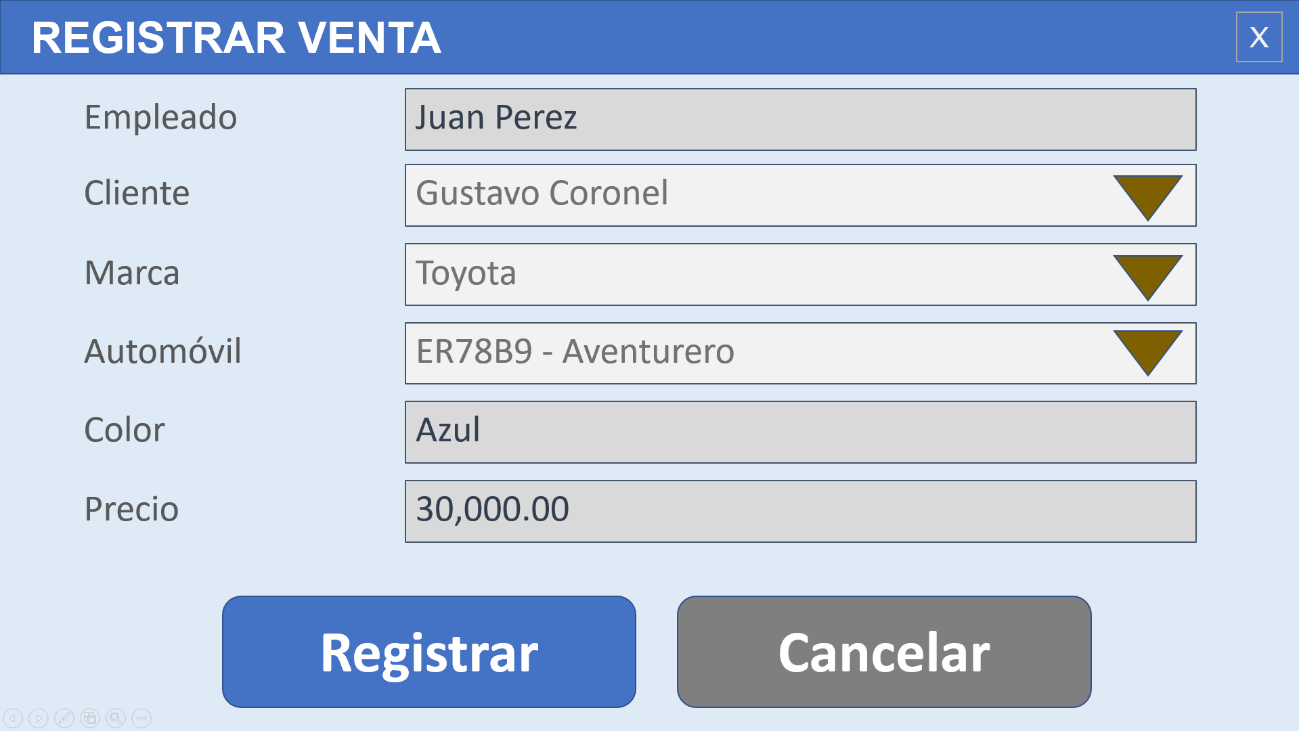 REGISTRAR VENTA X
Empleado Juan Perez
Cliente Gustavo Coronel
Marca Toyota
Automóvil ER78B9 - Aventurero
Color Azul
Precio 30,000.00
Registrar Cancelar